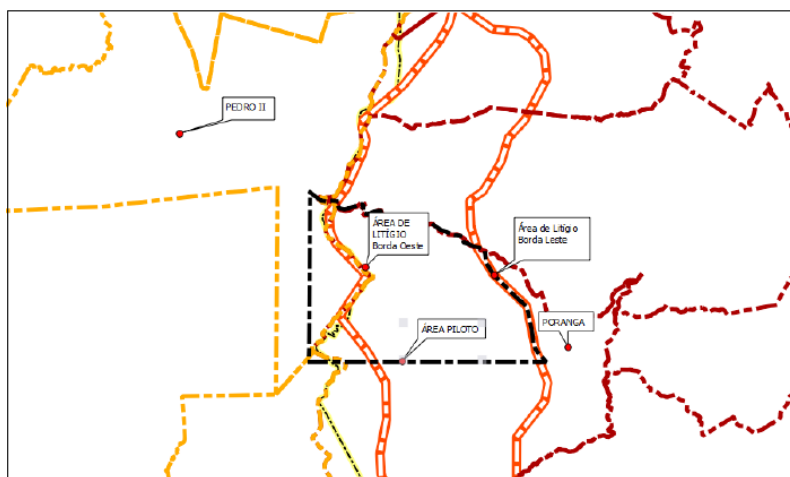 PEDRO II
ÁREA DE
LITÍGIO
Borda Oeste
Área de Litígio
Borda Leste
ÁREA PILOTO
PORANGA